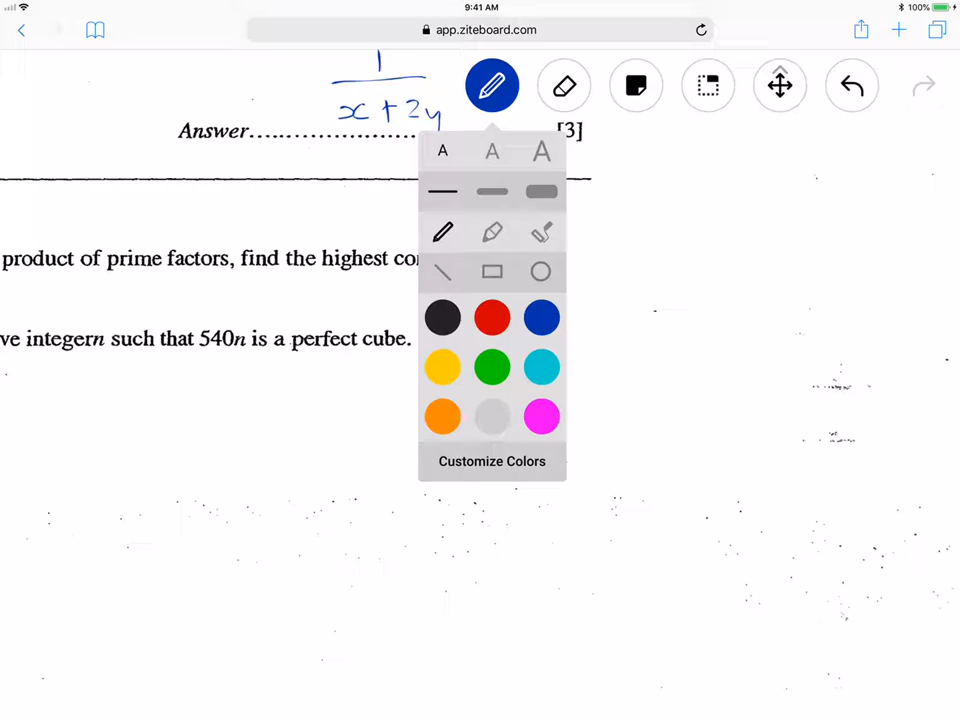 9:41 AM
100%
app.ziteboard.com
1
x + 2y
Answer.................... [3]
A A A
product of prime factors, find the highest co
ve integern such that 540n is a perfect cube.
Customize Colors